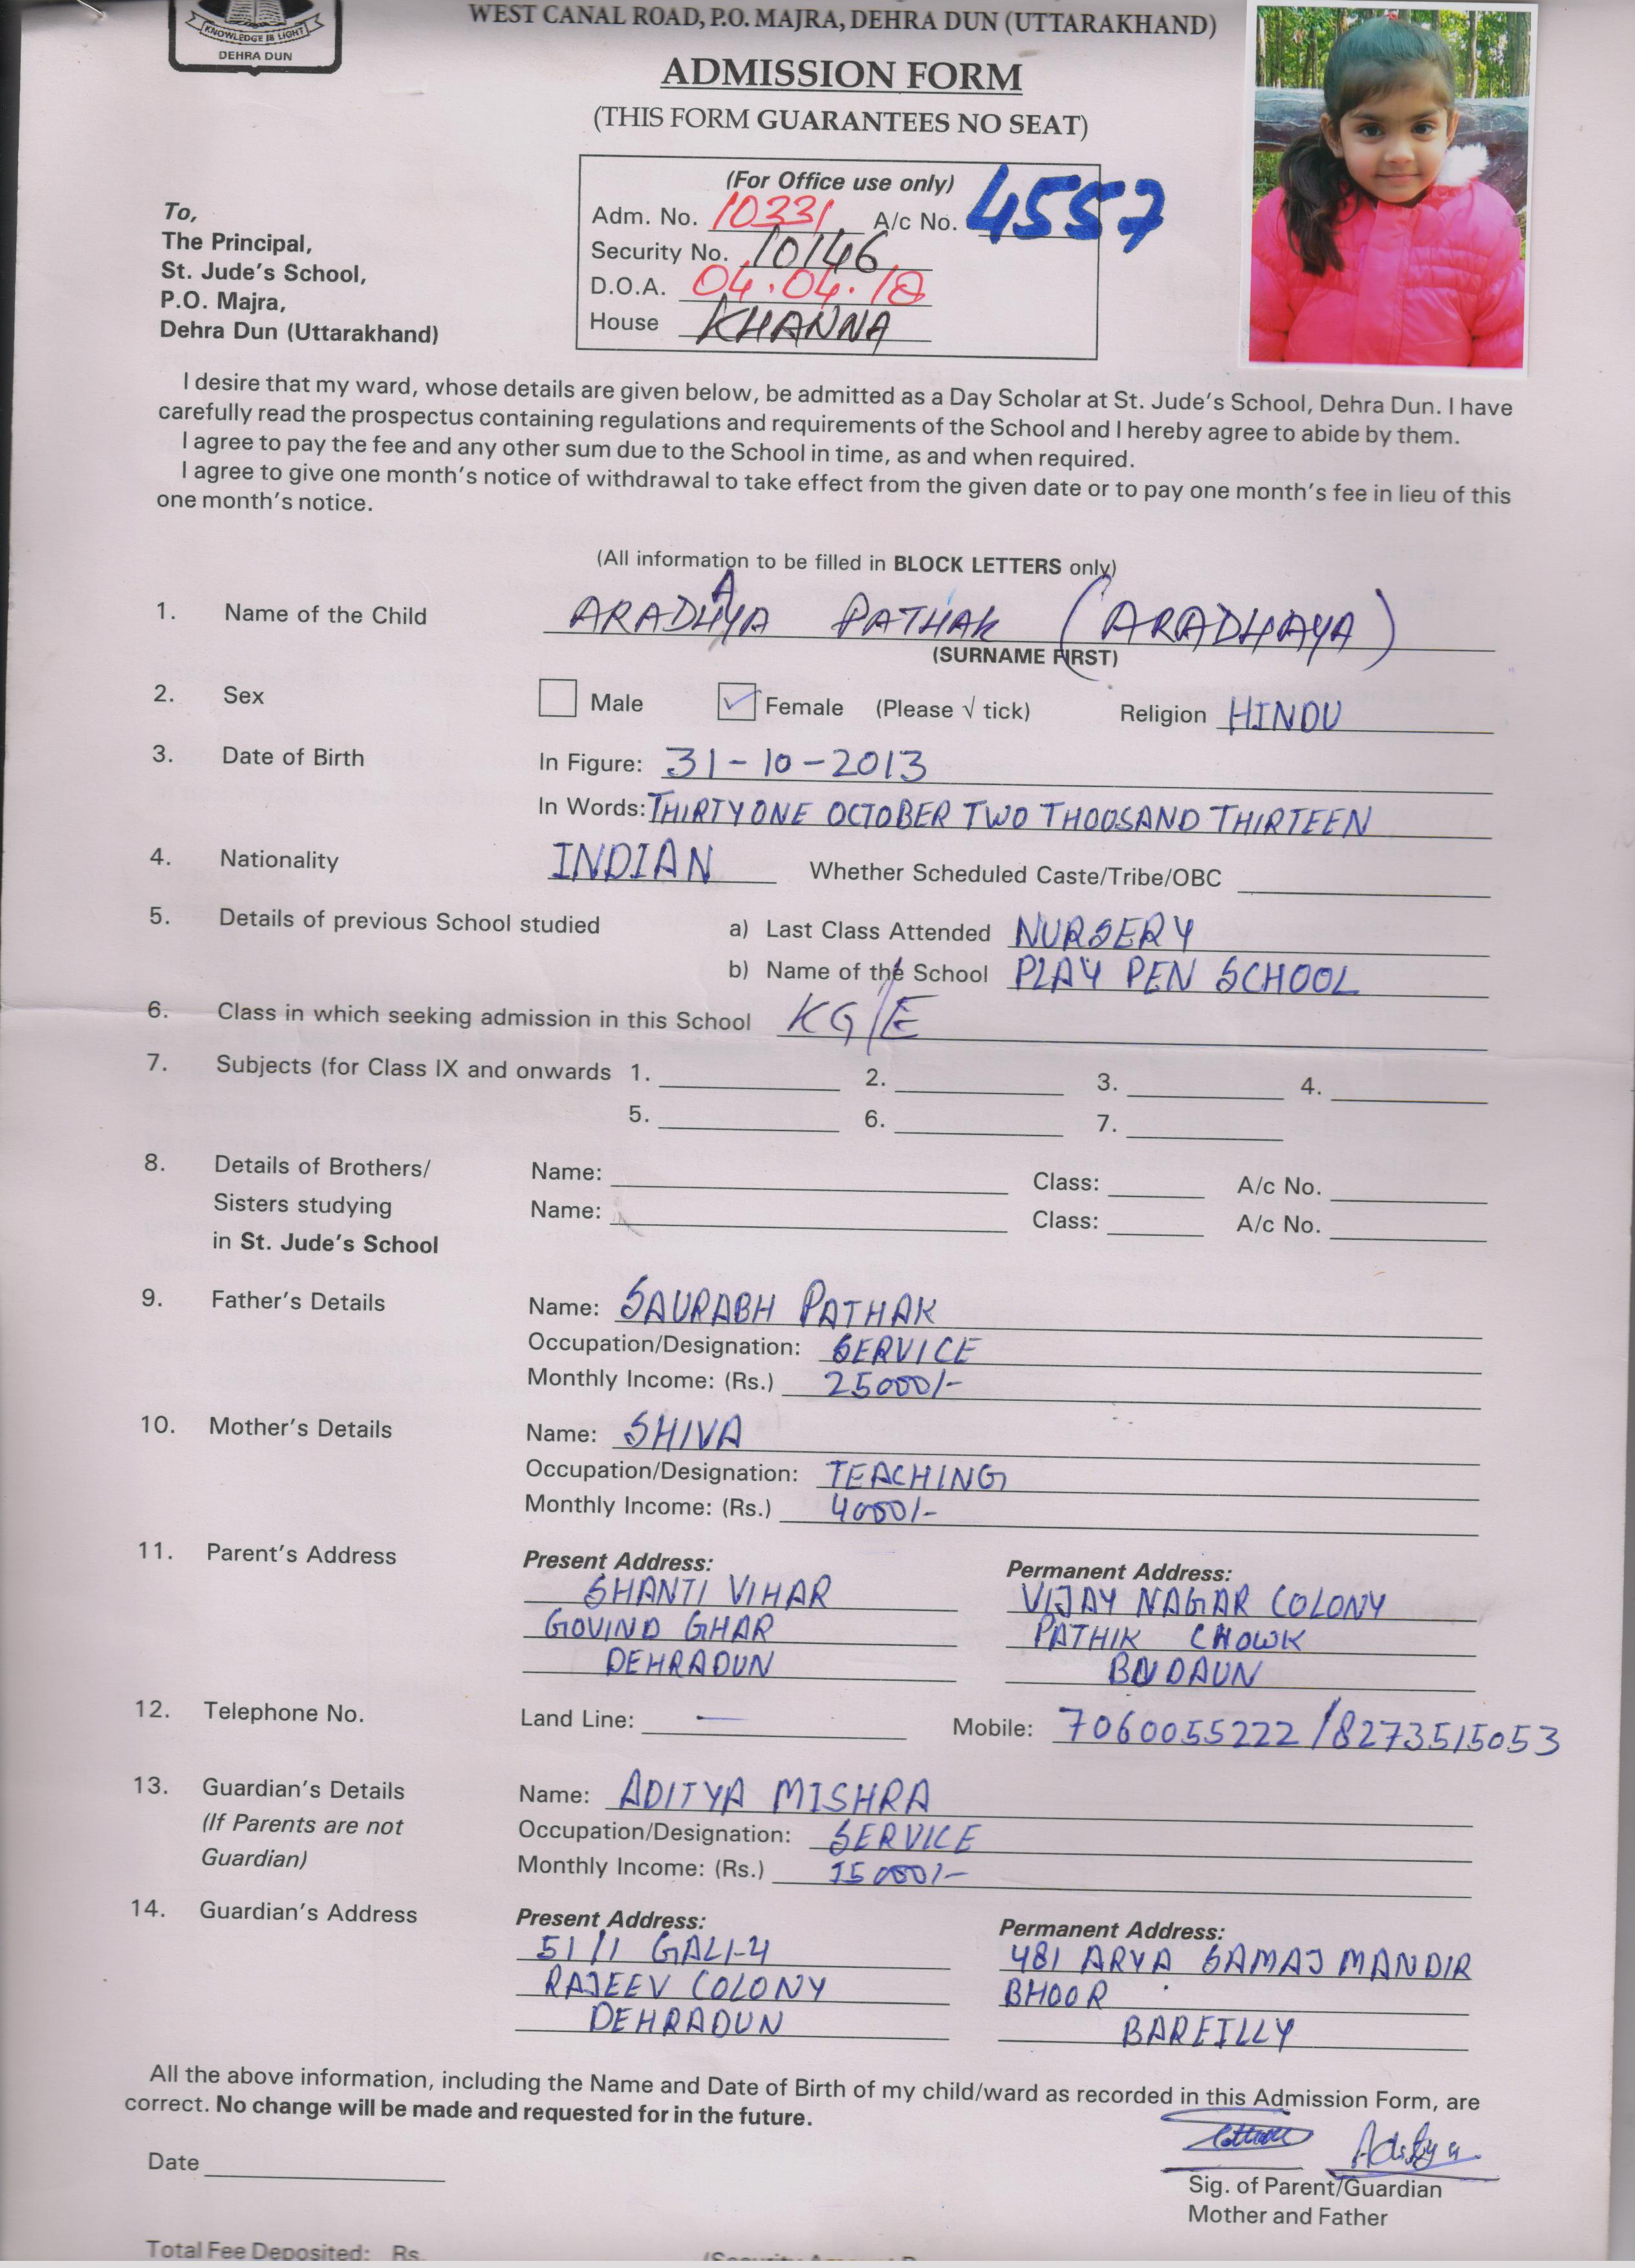 KNOWLEDGE IS LIGHT
DEHRA DUN
WEST CANAL ROAD, P.O. MAJRA, DEHRA DUN (UTTARAKHAND)
ADMISSION FORM
(THIS FORM GUARANTEES NO SEAT)
(For Office use only)
Adm. No. 10331 A/c No. 4557
Security No. 10146
D.O.A. 04.04.18
House KHANNA
To,
The Principal,
St. Jude's School,
P.O. Majra,
Dehra Dun (Uttarakhand)
I desire that my ward, whose details are given below, be admitted as a Day Scholar at St. Jude's School, Dehra Dun. I have
carefully read the prospectus containing regulations and requirements of the School and I hereby agree to abide by them.
I agree to pay the fee and any other sum due to the School in time, as and when required.
I agree to give one month's notice of withdrawal to take effect from the given date or to pay one month's fee in lieu of this
one month's notice.
(All information to be filled in BLOCK LETTERS only)
1. Name of the Child ARADHAYA PATHAK (ARADHAYA)
(SURNAME FIRST)
2. Sex Male Female (Please √ tick) Religion HINDU
3. Date of Birth In Figure: 31-10-2013
In Words: THIRTY ONE OCTOBER TWO THOUSAND THIRTEEN
4. Nationality INDIAN Whether Scheduled Caste/Tribe/OBC
5. Details of previous School studied a) Last Class Attended NURSERY
b) Name of the School PLAY PEN SCHOOL
6. Class in which seeking admission in this School KG/E
7. Subjects (for Class IX and onwards 1. 2. 3. 4.
5. 6. 7.
8. Details of Brothers/ Name: Class: A/c No.
Sisters studying Name: Class: A/c No.
in St. Jude's School
9. Father's Details Name: SAURABH PATHAK
Occupation/Designation: SERVICE
Monthly Income: (Rs.) 25000/-
10. Mother's Details Name: SHIVA
Occupation/Designation: TEACHING
Monthly Income: (Rs.) 4000/-
11. Parent's Address Present Address: Permanent Address:
SHANTI VIHAR VIJAY NAGAR COLONY
GOVIND GHAR PATHIK CHOWK
DEHRADUN BUDAUN
12. Telephone No. Land Line: — Mobile: 7060055222/8273515053
13. Guardian's Details Name: ADITYA MISHRA
(If Parents are not Occupation/Designation: SERVICE
Guardian) Monthly Income: (Rs.) 15000/-
14. Guardian's Address Present Address: Permanent Address:
51/1 GALI-4 481 ARYA SAMAJ MANDIR
RAJEEV COLONY BHOOR
DEHRADUN BAREILLY
All the above information, including the Name and Date of Birth of my child/ward as recorded in this Admission Form, are
correct. No change will be made and requested for in the future.
Aditya
Date
Sig. of Parent/Guardian
Mother and Father
Total Fee Deposited: Rs.